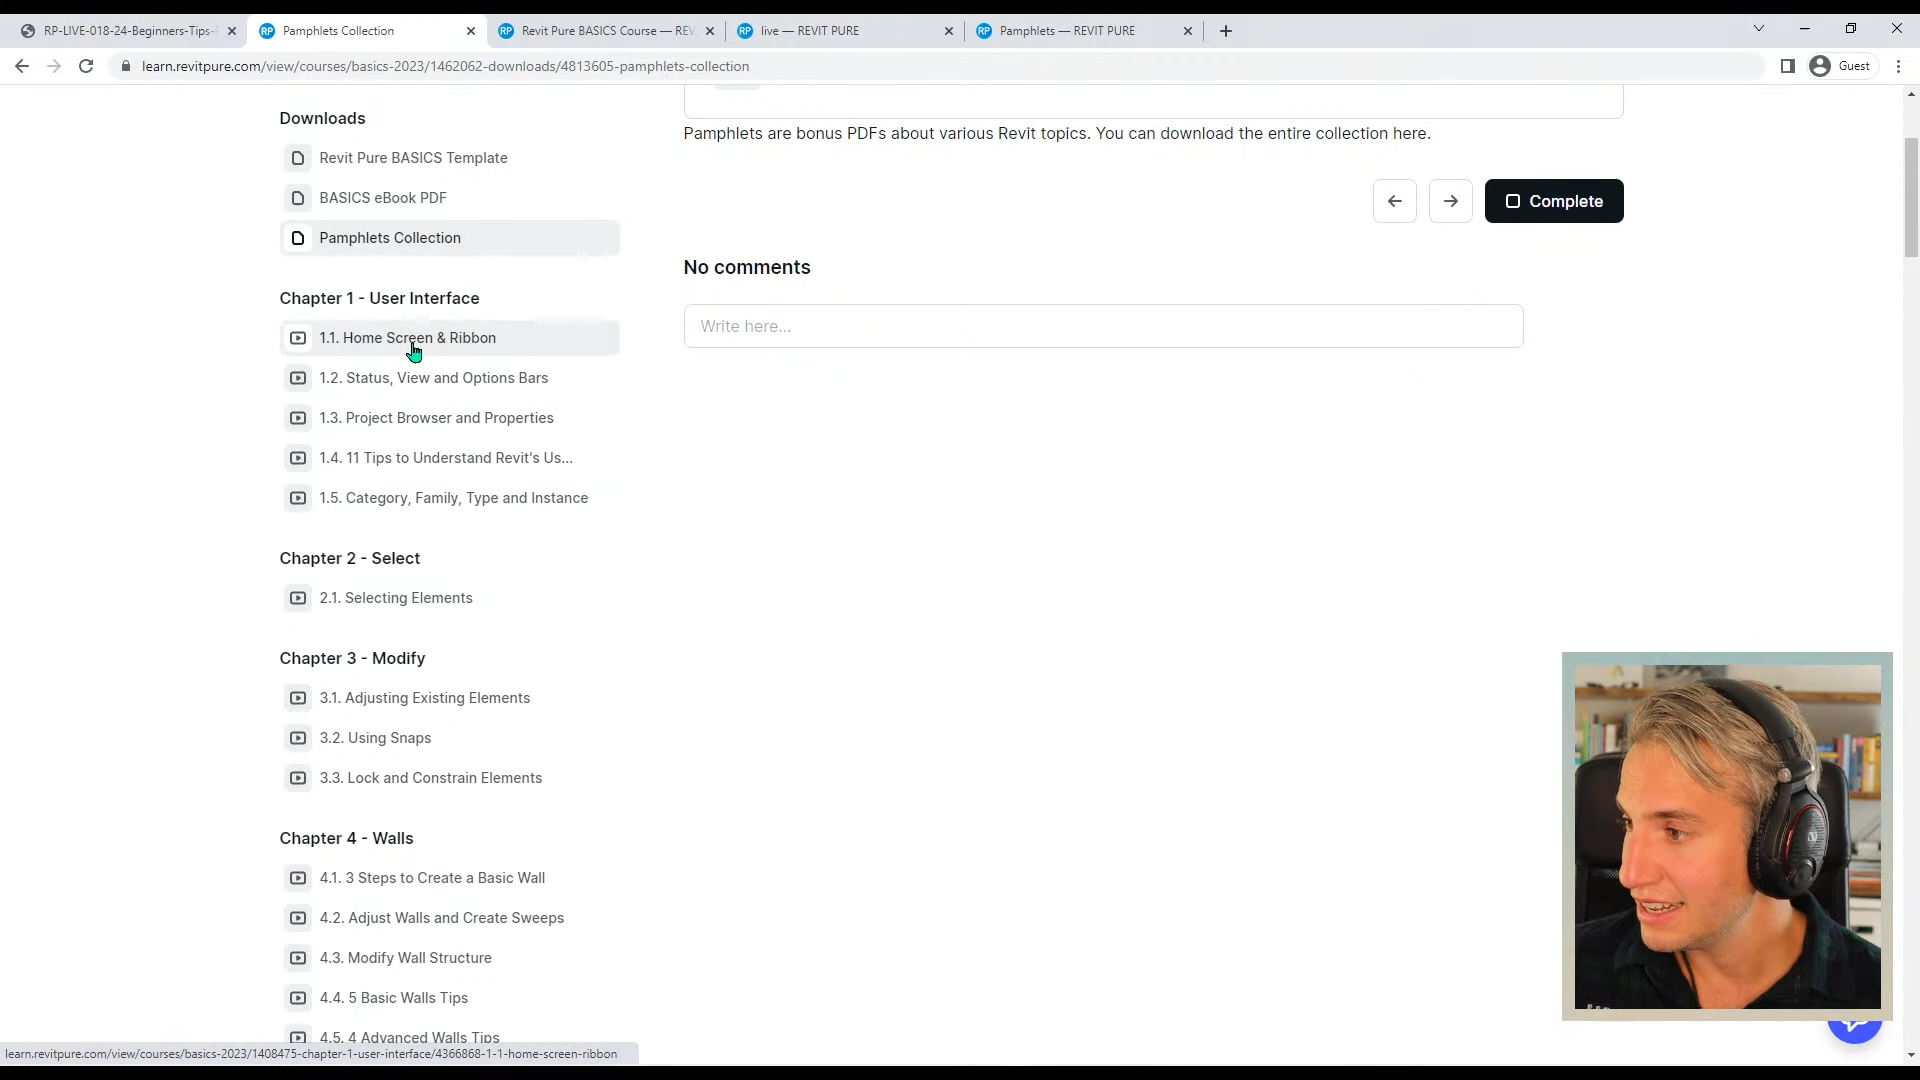 RP-LIVE-018-24-Beginners-Tips-
Pamphlets Collection
Revit Pure BASICS Course — REV
live — REVIT PURE
Pamphlets — REVIT PURE
learn.revitpure.com/view/courses/basics-2023/1462062-downloads/4813605-pamphlets-collection
Guest
Downloads
Revit Pure BASICS Template
BASICS eBook PDF
Pamphlets Collection
Chapter 1 - User Interface
1.1. Home Screen & Ribbon
1.2. Status, View and Options Bars
1.3. Project Browser and Properties
1.4. 11 Tips to Understand Revit's Us...
1.5. Category, Family, Type and Instance
Chapter 2 - Select
2.1. Selecting Elements
Chapter 3 - Modify
3.1. Adjusting Existing Elements
3.2. Using Snaps
3.3. Lock and Constrain Elements
Chapter 4 - Walls
4.1. 3 Steps to Create a Basic Wall
4.2. Adjust Walls and Create Sweeps
4.3. Modify Wall Structure
4.4. 5 Basic Walls Tips
4.5. 4 Advanced Walls Tips
Pamphlets are bonus PDFs about various Revit topics. You can download the entire collection here.
Complete
No comments
Write here...
learn.revitpure.com/view/courses/basics-2023/1408475-chapter-1-user-interface/4366868-1-1-home-screen-ribbon